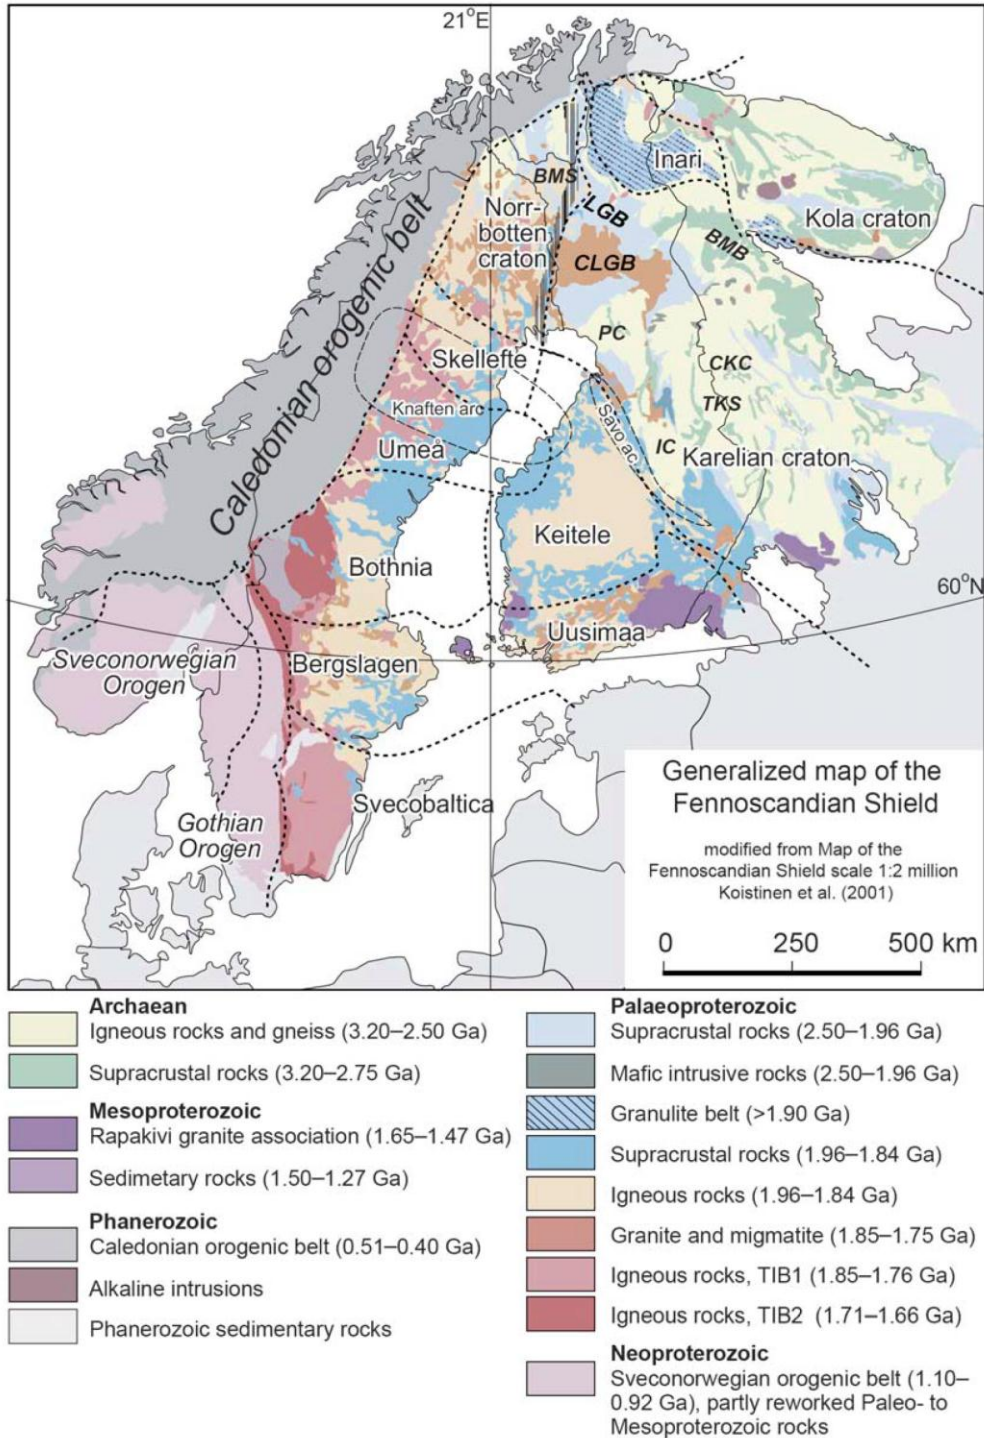 21°E
Inari
BMS
Norr-
botten
craton
LGB
Kola craton
BMB
CLGB
Caledonian orogenic belt
PC
Skellefte
CKC
Knaften arc
TKS
Savo ac.
Umeå
IC
Karelian craton
Keitele
Bothnia
60°N
Uusimaa
Sveconorwegian
Orogen
Bergslagen
Svecobaltica
Gothian
Orogen
Generalized map of the
Fennoscandian Shield
modified from Map of the
Fennoscandian Shield scale 1:2 million
Koistinen et al. (2001)
0 250 500 km
Archaean
Igneous rocks and gneiss (3.20–2.50 Ga)
Supracrustal rocks (3.20–2.75 Ga)
Mesoproterozoic
Rapakivi granite association (1.65–1.47 Ga)
Sedimetary rocks (1.50–1.27 Ga)
Phanerozoic
Caledonian orogenic belt (0.51–0.40 Ga)
Alkaline intrusions
Phanerozoic sedimentary rocks
Palaeoproterozoic
Supracrustal rocks (2.50–1.96 Ga)
Mafic intrusive rocks (2.50–1.96 Ga)
Granulite belt (>1.90 Ga)
Supracrustal rocks (1.96–1.84 Ga)
Igneous rocks (1.96–1.84 Ga)
Granite and migmatite (1.85–1.75 Ga)
Igneous rocks, TIB1 (1.85–1.76 Ga)
Igneous rocks, TIB2 (1.71–1.66 Ga)
Neoproterozoic
Sveconorwegian orogenic belt (1.10–
0.92 Ga), partly reworked Paleo- to
Mesoproterozoic rocks